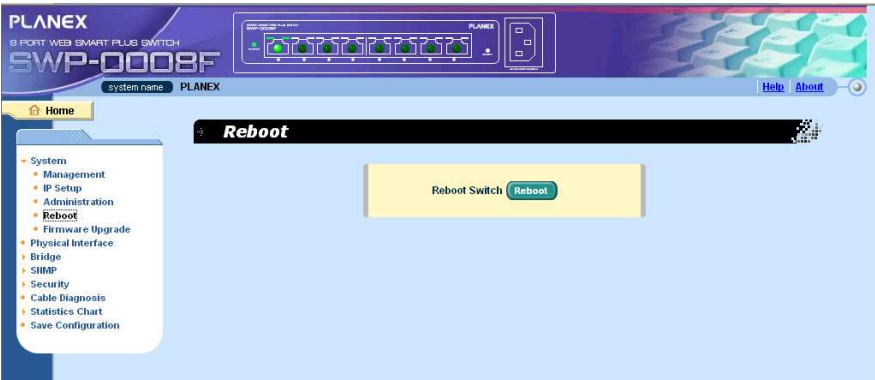 PLANEX
8 PORT WEB SMART PLUS SWITCH
SWP-0008F
PLANEX
system name PLANEX
Help About
Home
Reboot
System
Management
IP Setup
Administration
Reboot
Firmware Upgrade
Physical Interface
Bridge
SNMP
Security
Cable Diagnosis
Statistics Chart
Save Configuration
Reboot Switch Reboot